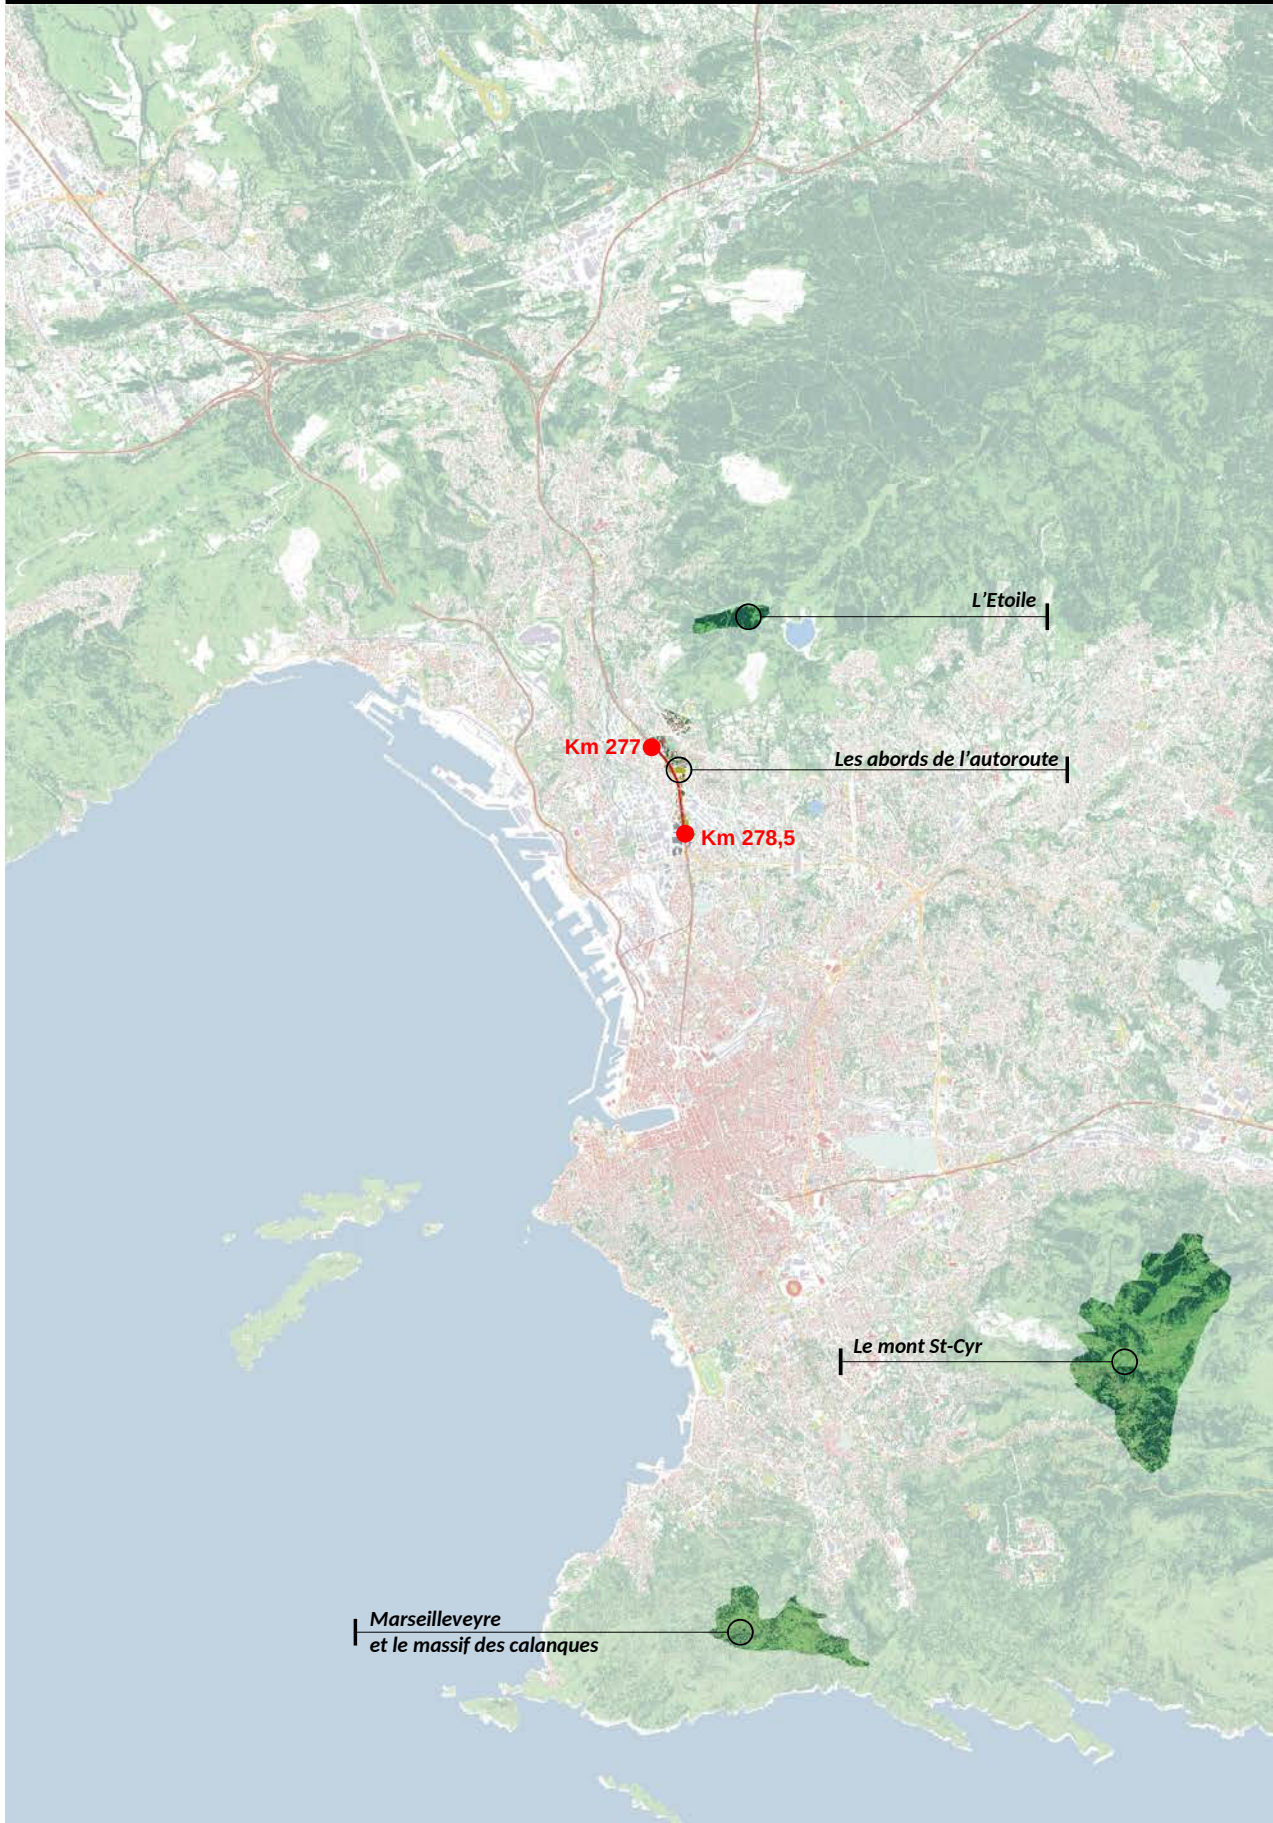 L’Etoile
Km 277
Les abords de l’autoroute
Km 278,5
Le mont St-Cyr
Marseilleveyre
et le massif des calanques